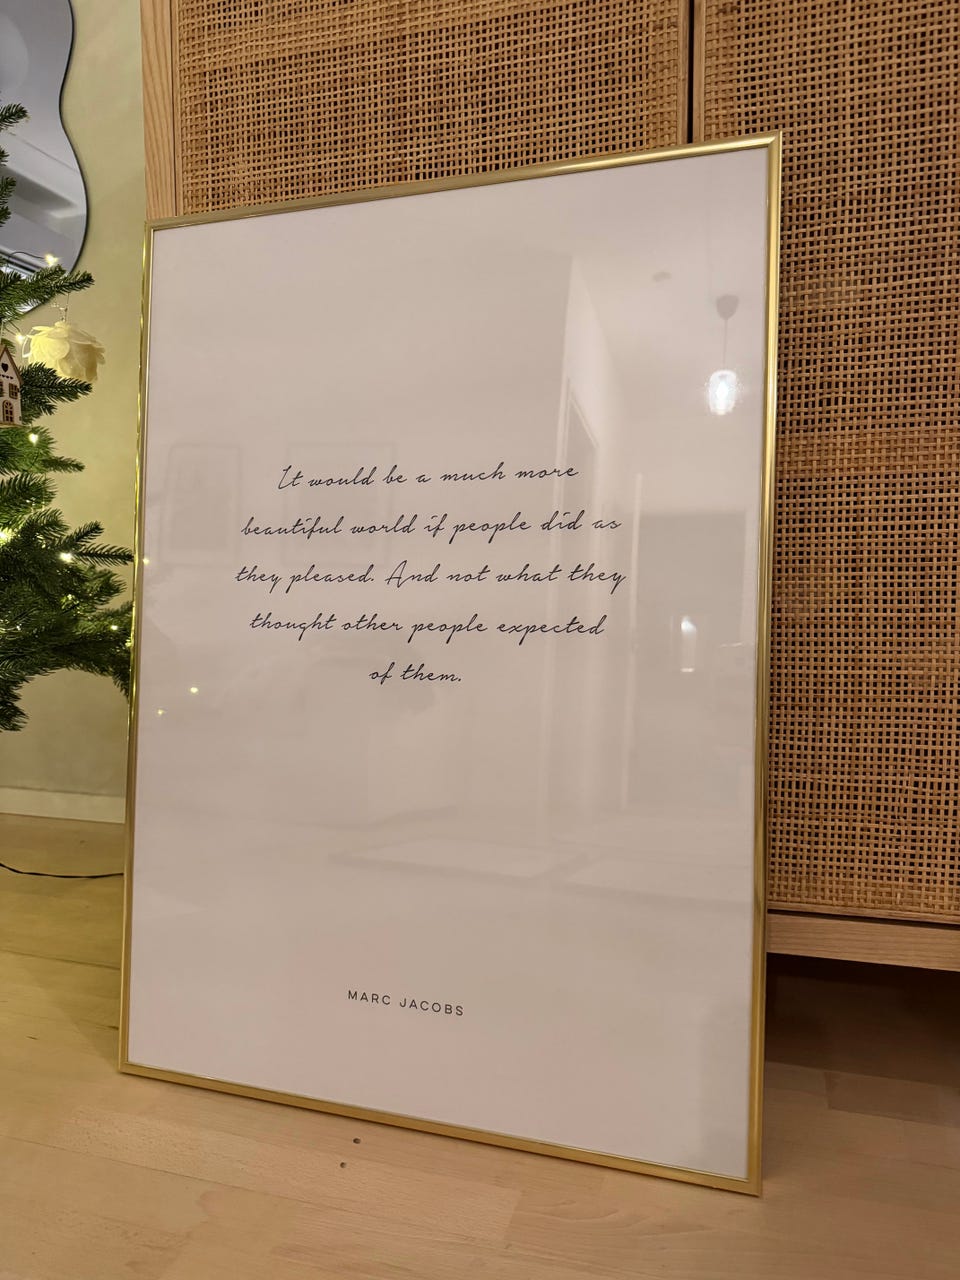 It would be a much more
beautiful world if people did as
they pleased. And not what they
thought other people expected
of them.
MARC JACOBS